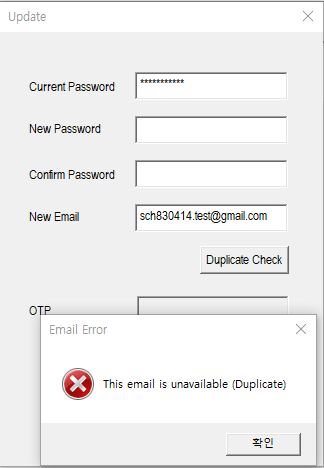 Update
Current Password ***********
New Password
Confirm Password
New Email sch830414.test@gmail.com
Duplicate Check
OTP
Email Error
This email is unavailable (Duplicate)
확인